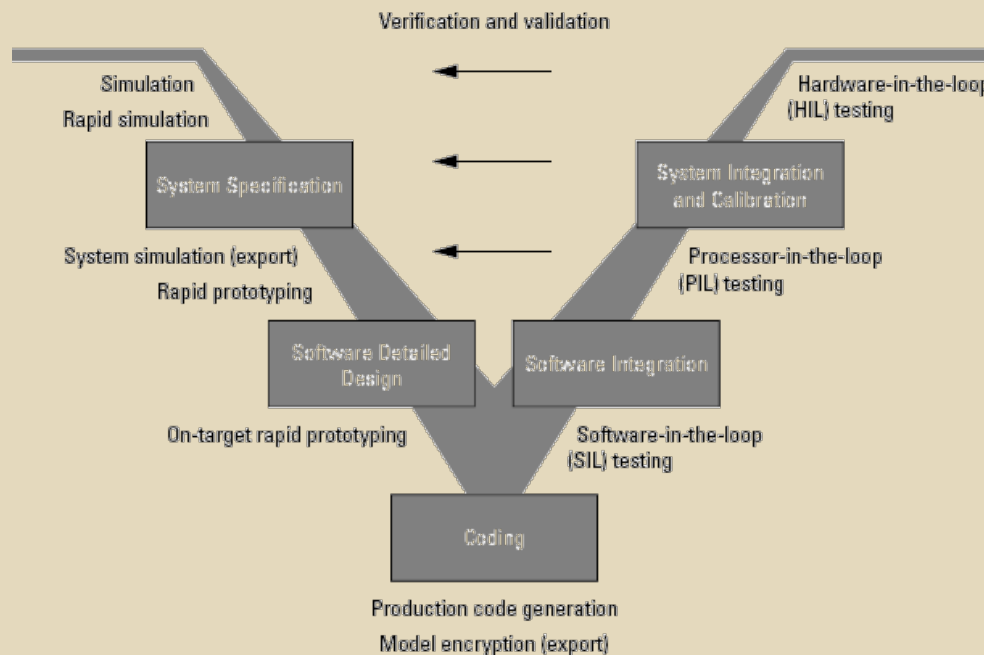 Verification and validation
Simulation
Rapid simulation
Hardware-in-the-loop
(HIL) testing
System Specification
System Integration
and Calibration
System simulation (export)
Rapid prototyping
Processor-in-the-loop
(PIL) testing
Software Detailed
Design
Software Integration
On-target rapid prototyping
Software-in-the-loop
(SIL) testing
Coding
Production code generation
Model encryption (export)